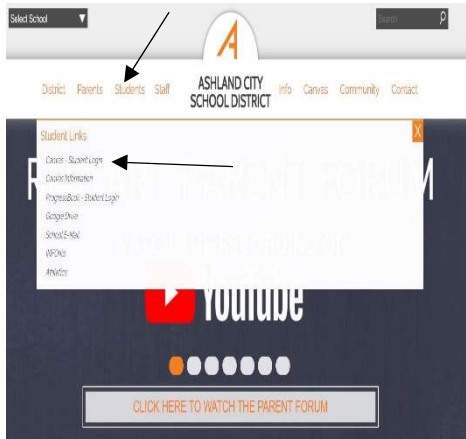 Select School
Search
District Parents Students Staff
ASHLAND CITY
SCHOOL DISTRICT
Info Canvas Community Contact
Student Links
X
Canvas - Student Login
Canvas Information
ProgressBook - Student Login
Google Drive
School E-Mail
INFOhio
Athletics
PARENT FORUM
YouTube
CLICK HERE TO WATCH THE PARENT FORUM